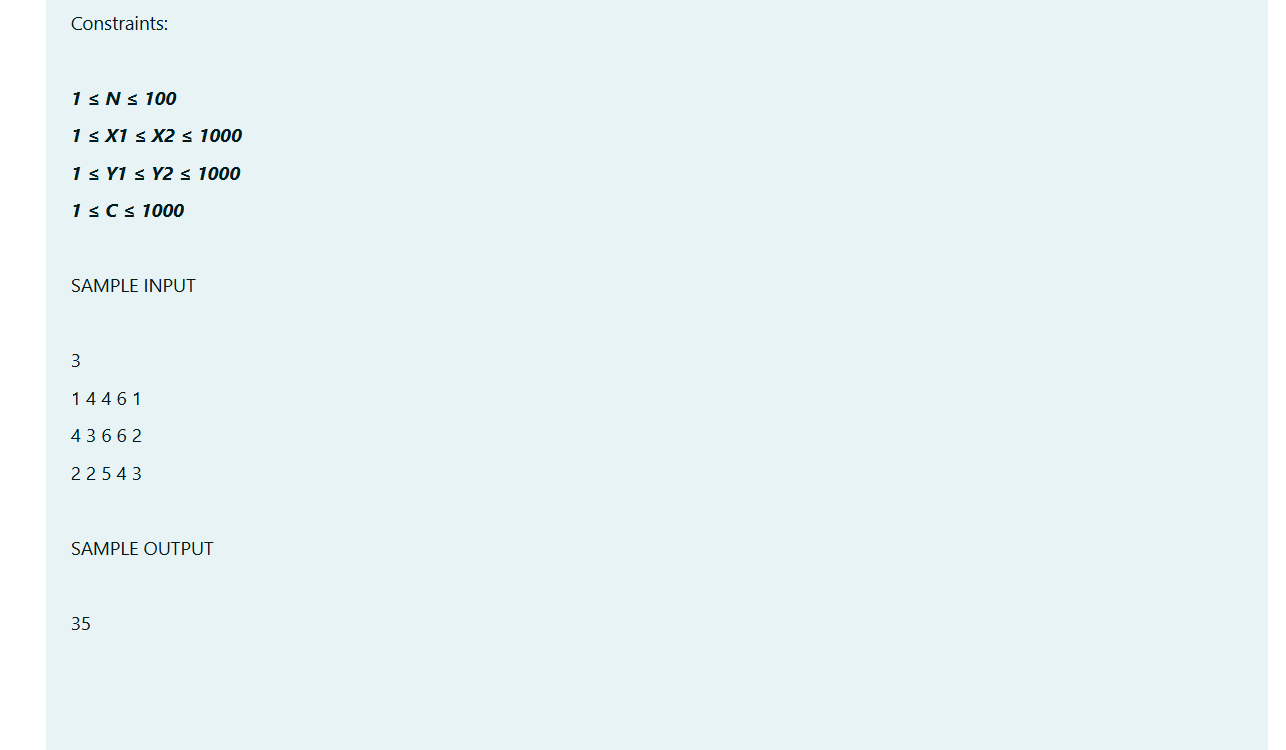 Constraints:
1 ≤ N ≤ 100
1 ≤ X1 ≤ X2 ≤ 1000
1 ≤ Y1 ≤ Y2 ≤ 1000
1 ≤ C ≤ 1000
SAMPLE INPUT
3
1 4 4 6 1
4 3 6 6 2
2 2 5 4 3
SAMPLE OUTPUT
35